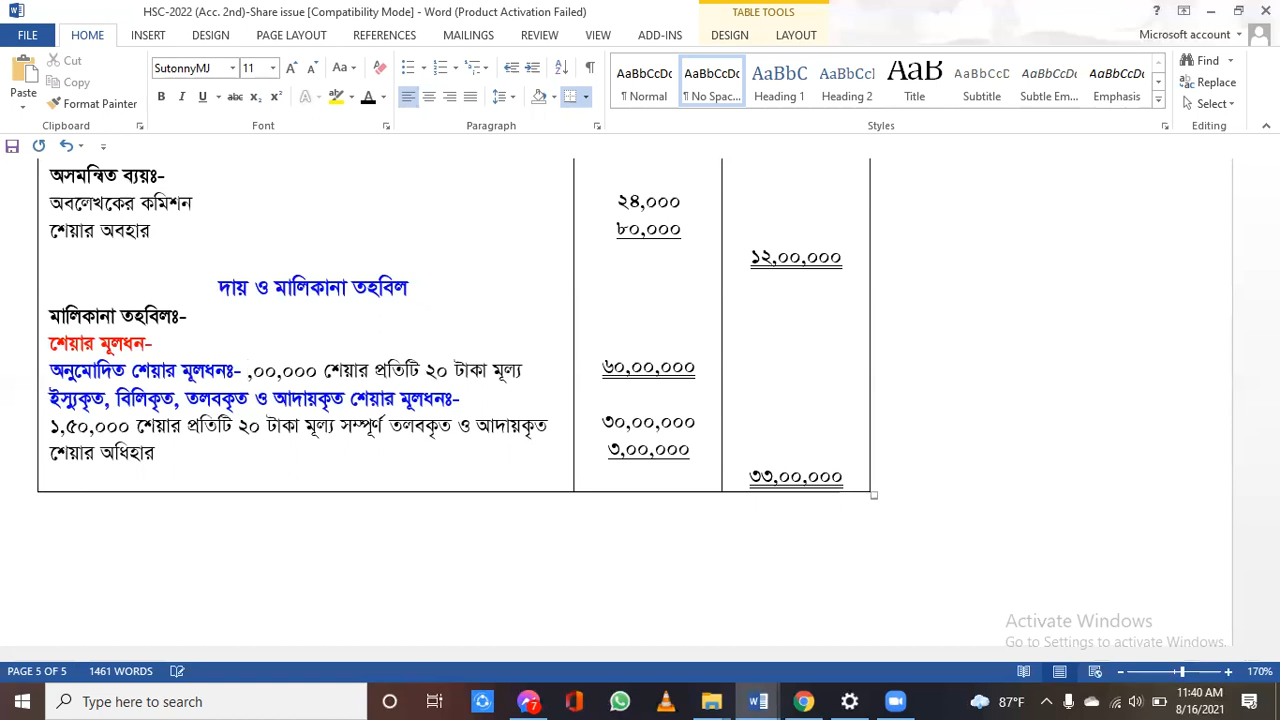 HSC-2022 (Acc. 2nd)-Share issue [Compatibility Mode] - Word (Product Activation Failed)
TABLE TOOLS
FILE HOME INSERT DESIGN PAGE LAYOUT REFERENCES MAILINGS REVIEW VIEW ADD-INS DESIGN LAYOUT
Microsoft account
Paste
Cut
Copy
Format Painter
SutonnyMJ 11
AaBbCcDc AaBbCcDc AaBbC AaBbCcl AaB AaBbCcD AaBbCcDc AaBbCcDc
¶ Normal ¶ No Spac... Heading 1 Heading 2 Title Subtitle Subtle Em... Emphasis
Find
Replace
Select
Clipboard Font Paragraph Styles Editing
অসমন্বিত ব্যয়ঃ-
অবলেখকের কমিশন ২৪,০০০
শেয়ার অবহার ৮০,০০০
১২,০০,০০০
দায় ও মালিকানা তহবিল
মালিকানা তহবিলঃ-
শেয়ার মূলধন-
অনুমোদিত শেয়ার মূলধনঃ- ,০০,০০০ শেয়ার প্রতিটি ২০ টাকা মূল্য ৬০,০০,০০০
ইস্যুকৃত, বিলিকৃত, তলবকৃত ও আদায়কৃত শেয়ার মূলধনঃ-
১,৫০,০০০ শেয়ার প্রতিটি ২০ টাকা মূল্য সম্পূর্ণ তলবকৃত ও আদায়কৃত ৩০,০০,০০০
শেয়ার অধিহার ৩,০০,০০০
৩৩,০০,০০০
Activate Windows
Go to Settings to activate Windows.
PAGE 5 OF 5 1461 WORDS 170%
Type here to search
7
87°F
11:40 AM
8/16/2021